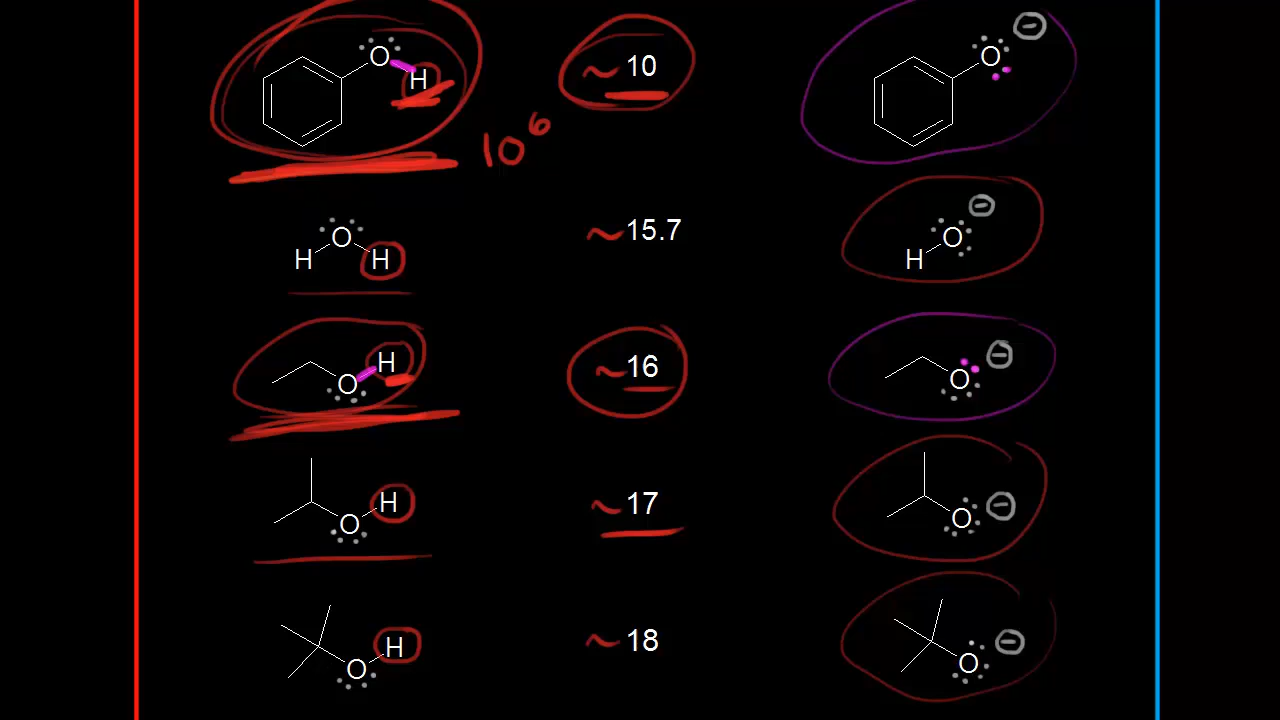 O H ~ 10 O −
10⁶
H O H ~ 15.7 H O −
O H ~ 16 O −
O H ~ 17 O −
O H ~ 18 O −